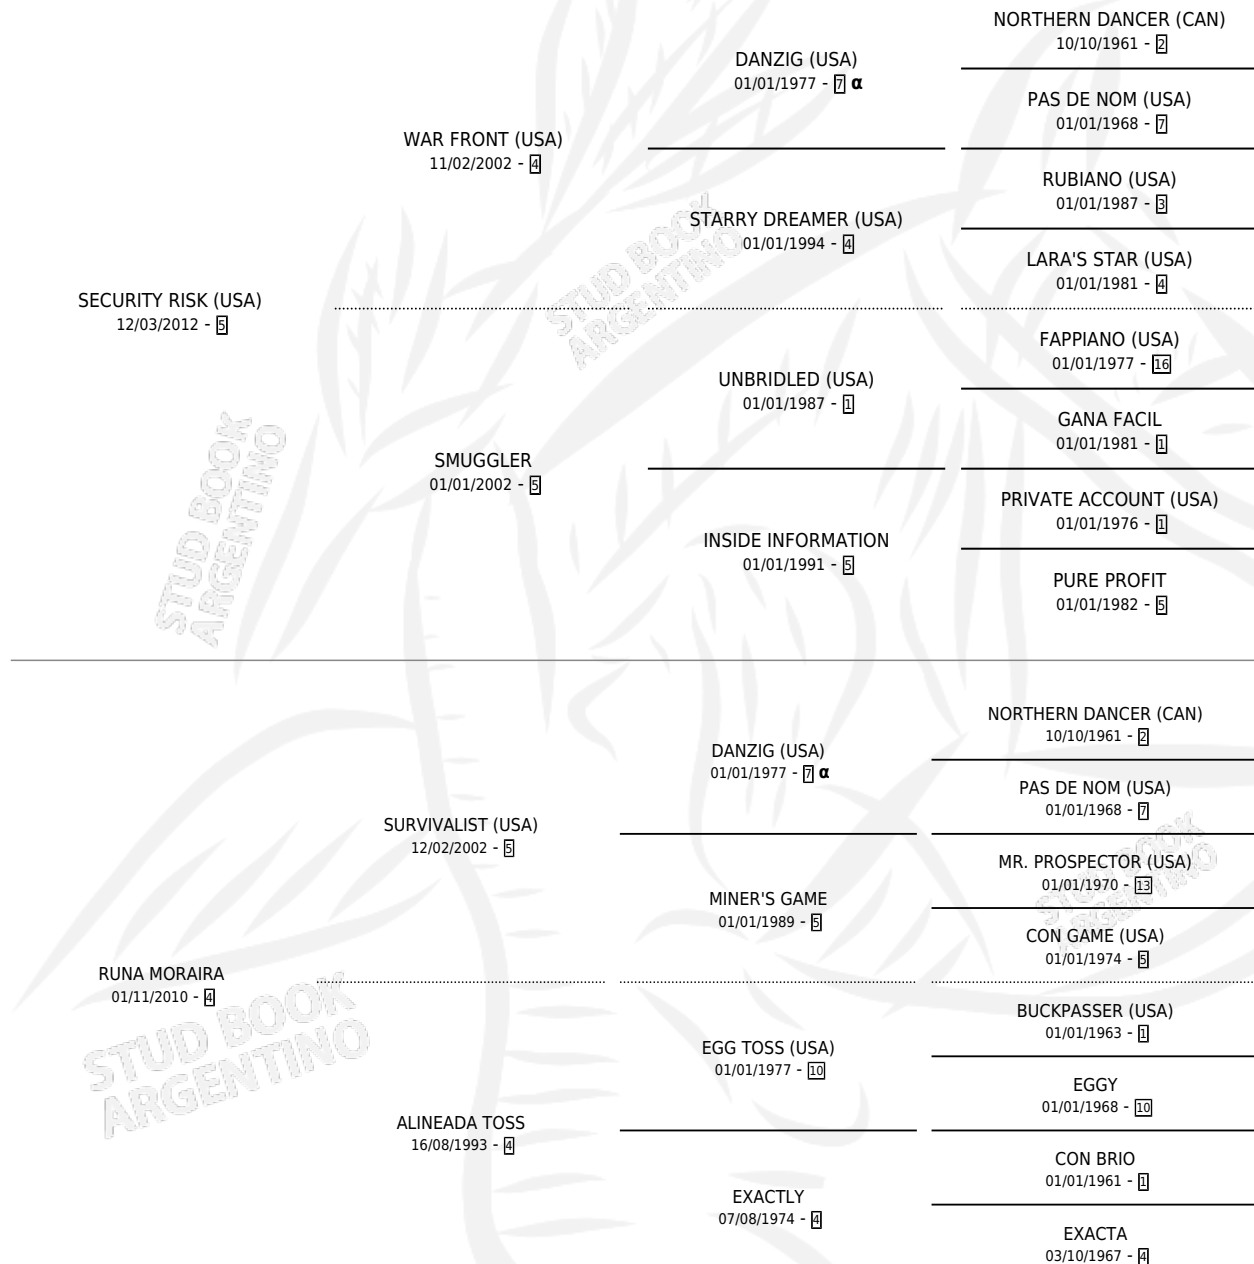 NORTHERN DANCER (CAN)
10/10/1961 - 2
DANZIG (USA)
01/01/1977 - 7 α
PAS DE NOM (USA)
01/01/1968 - 7
WAR FRONT (USA)
11/02/2002 - 4
RUBIANO (USA)
01/01/1987 - 3
STARRY DREAMER (USA)
01/01/1994 - 4
LARA'S STAR (USA)
01/01/1981 - 4
SECURITY RISK (USA)
12/03/2012 - 5
FAPPIANO (USA)
01/01/1977 - 16
UNBRIDLED (USA)
01/01/1987 - 1
GANA FACIL
01/01/1981 - 1
SMUGGLER
01/01/2002 - 5
PRIVATE ACCOUNT (USA)
01/01/1976 - 1
INSIDE INFORMATION
01/01/1991 - 5
PURE PROFIT
01/01/1982 - 5
NORTHERN DANCER (CAN)
10/10/1961 - 2
DANZIG (USA)
01/01/1977 - 7 α
PAS DE NOM (USA)
01/01/1968 - 7
SURVIVALIST (USA)
12/02/2002 - 5
MR. PROSPECTOR (USA)
01/01/1970 - 13
MINER'S GAME
01/01/1989 - 5
CON GAME (USA)
01/01/1974 - 5
RUNA MORAIRA
01/11/2010 - 4
BUCKPASSER (USA)
01/01/1963 - 1
EGG TOSS (USA)
01/01/1977 - 10
EGGY
01/01/1968 - 10
ALINEADA TOSS
16/08/1993 - 4
CON BRIO
01/01/1961 - 1
EXACTLY
07/08/1974 - 4
EXACTA
03/10/1967 - 4
STUD BOOK
ARGENTINO
STUD BOOK
ARGENTINO
STUD BOOK
ARGENTINO
STUD BOOK
ARGENTINO